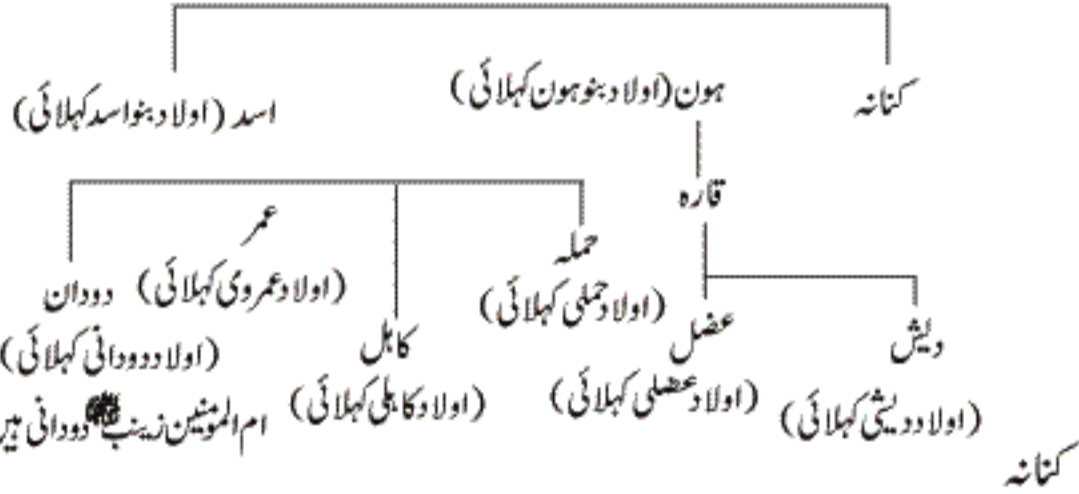 کنانہ
ہون (اولاد بنو ہون کہلائی)
اسد (اولاد بنو اسد کہلائی)
قارہ
دیش
(اولاد دیشی کہلائی)
عضل
(اولاد عضلی کہلائی)
حملہ
(اولاد حملی کہلائی)
کاہل
(اولاد کاہلی کہلائی)
عمر
(اولاد عمروی کہلائی)
دودان
(اولاد دودانی کہلائی)
ام المومنین زینب دودانی ہیں
کنانہ